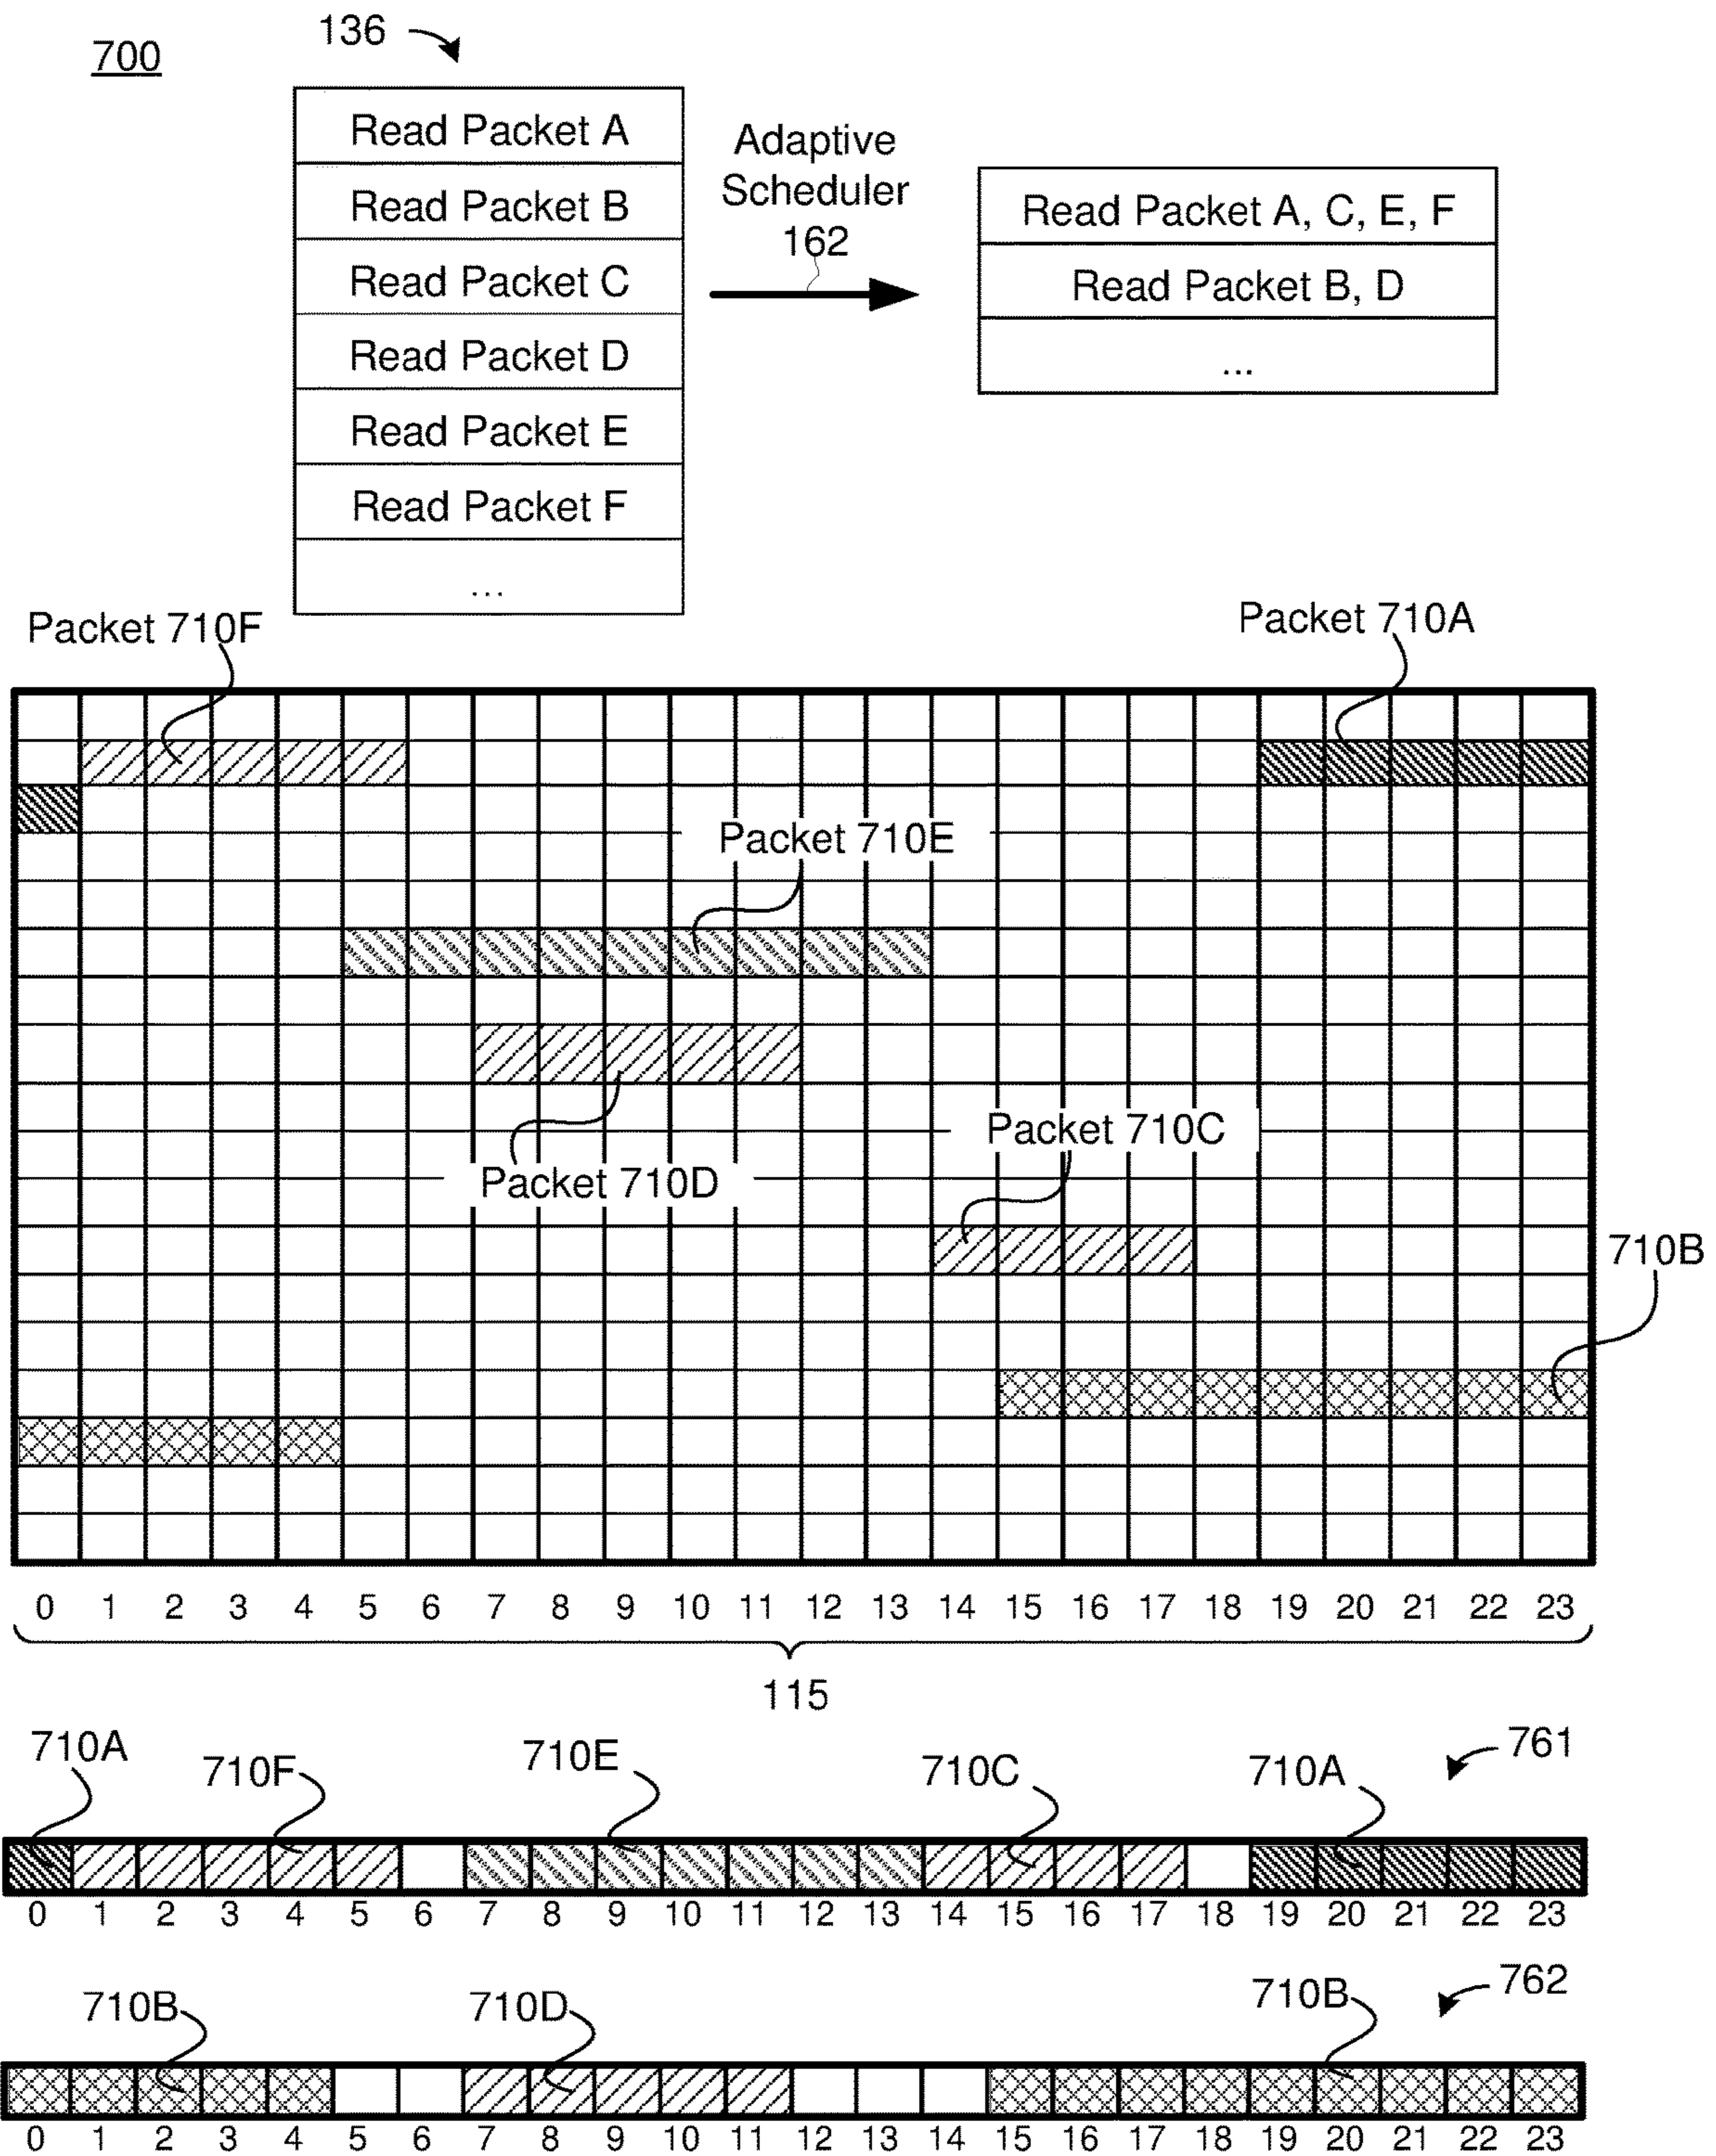 700
136
Read Packet A
Read Packet B
Read Packet C
Read Packet D
Read Packet E
Read Packet F
...
Adaptive
Scheduler
162
Read Packet A, C, E, F
Read Packet B, D
...
Packet 710F
Packet 710A
Packet 710E
Packet 710C
Packet 710D
710B
0 1 2 3 4 5 6 7 8 9 10 11 12 13 14 15 16 17 18 19 20 21 22 23
115
710A
710F
710E
710C
710A
761
0 1 2 3 4 5 6 7 8 9 10 11 12 13 14 15 16 17 18 19 20 21 22 23
710B
710D
710B
762
0 1 2 3 4 5 6 7 8 9 10 11 12 13 14 15 16 17 18 19 20 21 22 23